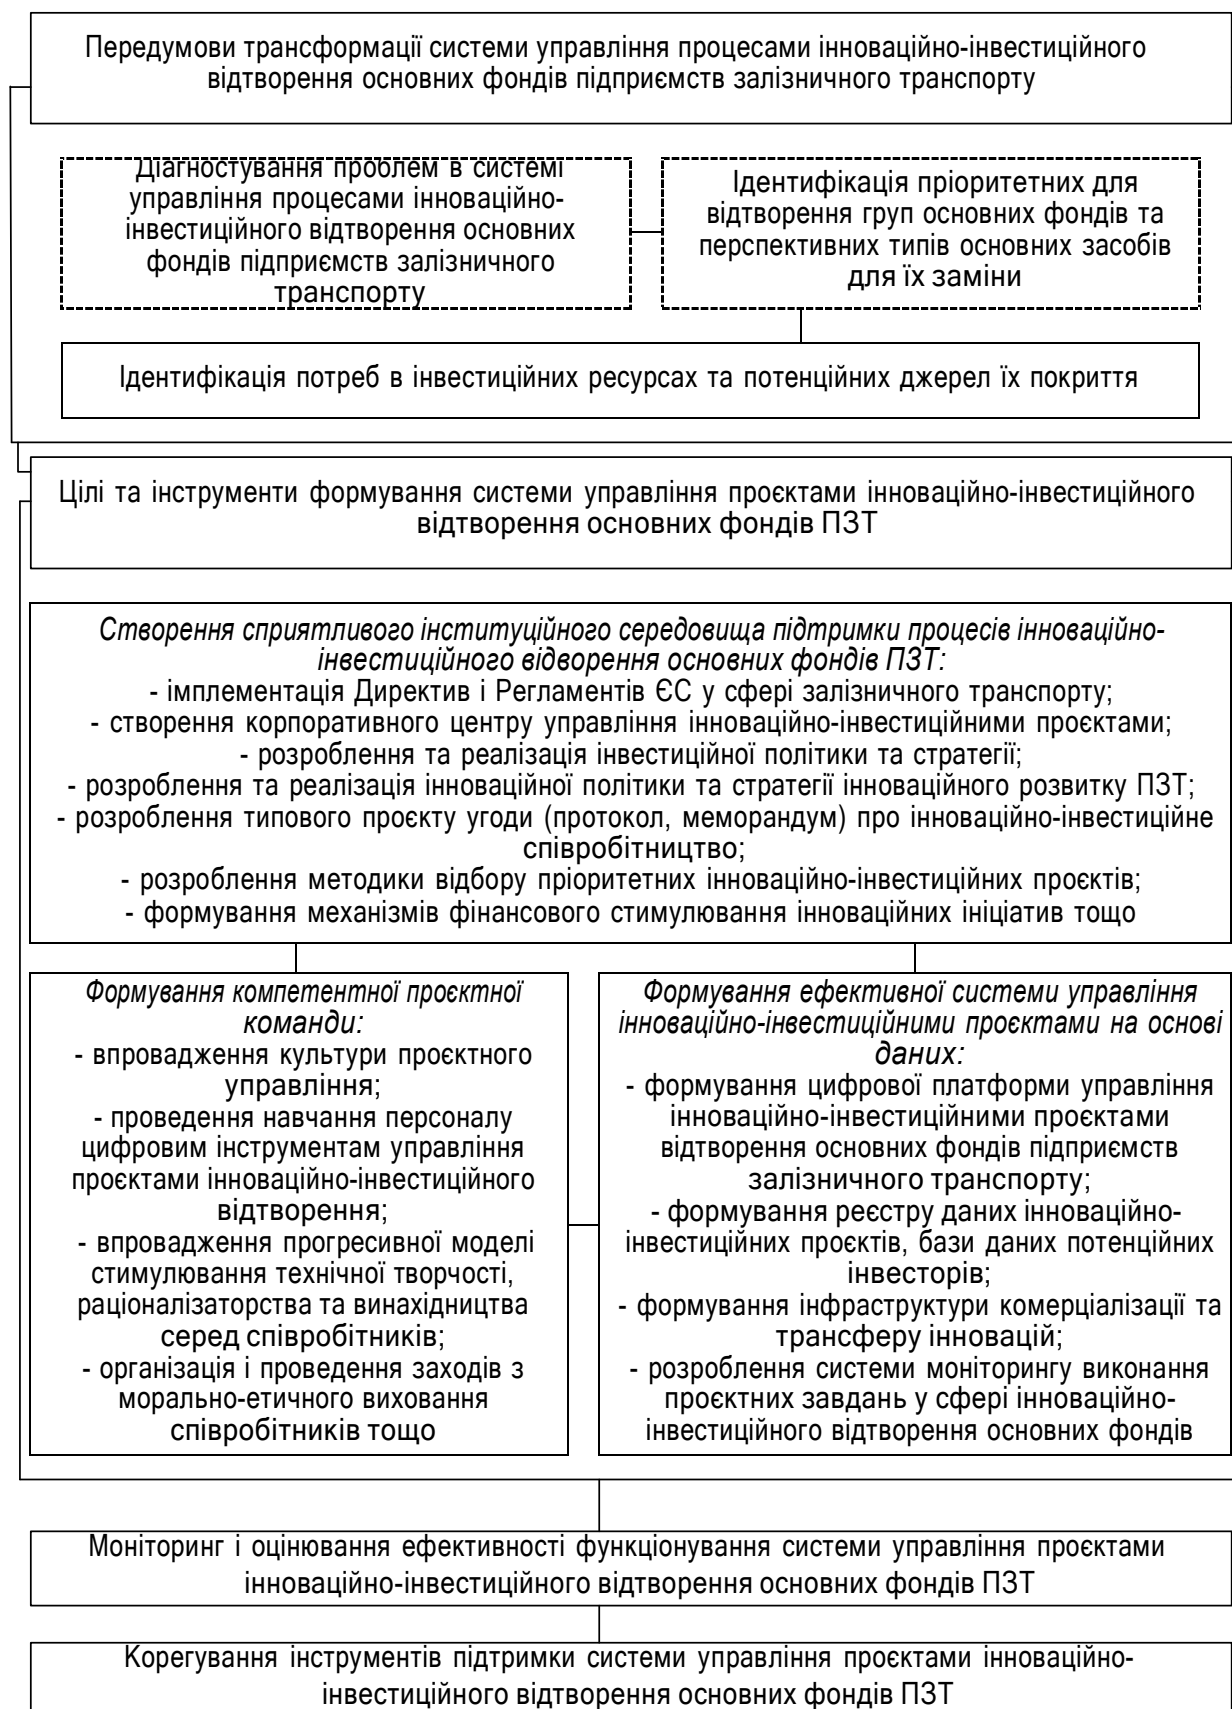 Передумови трансформації системи управління процесами інноваційно-інвестиційного
відтворення основних фондів підприємств залізничного транспорту
Діагностування проблем в системі
управління процесами інноваційно-
інвестиційного відтворення основних
фондів підприємств залізничного
транспорту
Ідентифікація пріоритетних для
відтворення груп основних фондів та
перспективних типів основних засобів
для їх заміни
Ідентифікація потреб в інвестиційних ресурсах та потенційних джерел їх покриття
Цілі та інструменти формування системи управління проєктами інноваційно-інвестиційного
відтворення основних фондів ПЗТ
Створення сприятливого інституційного середовища підтримки процесів інноваційно-
інвестиційного відворення основних фондів ПЗТ:
- імплементація Директив і Регламентів ЄС у сфері залізничного транспорту;
- створення корпоративного центру управління інноваційно-інвестиційними проєктами;
- розроблення та реалізація інвестиційної політики та стратегії;
- розроблення та реалізація інноваційної політики та стратегії інноваційного розвитку ПЗТ;
- розроблення типового проєкту угоди (протокол, меморандум) про інноваційно-інвестиційне
співробітництво;
- розроблення методики відбору пріоритетних інноваційно-інвестиційних проєктів;
- формування механізмів фінансового стимулювання інноваційних ініціатив тощо
Формування компетентної проєктної
команди:
- впровадження культури проєктного
управління;
- проведення навчання персоналу
цифровим інструментам управління
проєктами інноваційно-інвестиційного
відтворення;
- впровадження прогресивної моделі
стимулювання технічної творчості,
раціоналізаторства та винахідництва
серед співробітників;
- організація і проведення заходів з
морально-етичного виховання
співробітників тощо
Формування ефективної системи управління
інноваційно-інвестиційними проєктами на основі
даних:
- формування цифрової платформи управління
інноваційно-інвестиційними проєктами
відтворення основних фондів підприємств
залізничного транспорту;
- формування реєстру даних інноваційно-
інвестиційних проєктів, бази даних потенційних
інвесторів;
- формування інфраструктури комерціалізації та
трансферу інновацій;
- розроблення системи моніторингу виконання
проєктних завдань у сфері інноваційно-
інвестиційного відтворення основних фондів
Моніторинг і оцінювання ефективності функціонування системи управління проєктами
інноваційно-інвестиційного відтворення основних фондів ПЗТ
Корегування інструментів підтримки системи управління проєктами інноваційно-
інвестиційного відтворення основних фондів ПЗТ